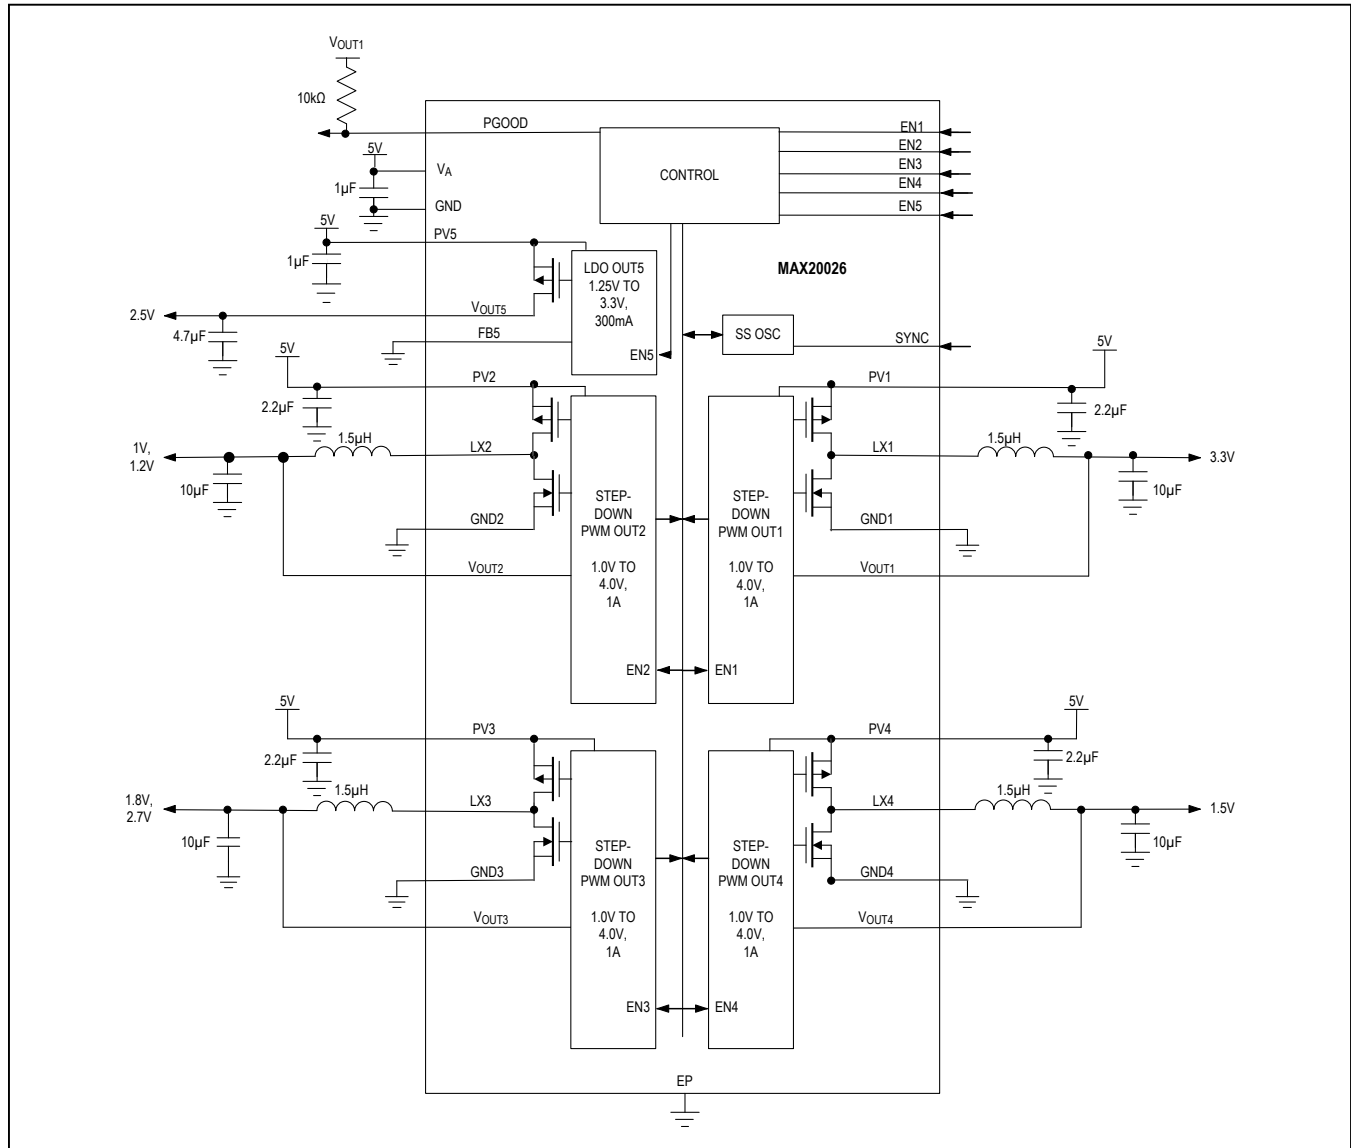 VOUT1
10kΩ
PGOOD
EN1
EN2
EN3
EN4
EN5
CONTROL
5V
VA
1µF
GND
5V
PV5
1µF
LDO OUT5
1.25V TO
3.3V,
300mA
EN5
MAX20026
2.5V
VOUT5
4.7µF
FB5
SS OSC
SYNC
5V
PV2
2.2µF
1.5µH
1V,
1.2V
LX2
10µF
GND2
VOUT2
STEP-
DOWN
PWM OUT2
1.0V TO
4.0V,
1A
EN2
5V
PV1
2.2µF
1.5µH
LX1
3.3V
10µF
GND1
VOUT1
STEP-
DOWN
PWM OUT1
1.0V TO
4.0V,
1A
EN1
5V
PV3
2.2µF
1.5µH
1.8V,
2.7V
LX3
10µF
GND3
VOUT3
STEP-
DOWN
PWM OUT3
1.0V TO
4.0V,
1A
EN3
5V
PV4
2.2µF
1.5µH
LX4
1.5V
10µF
GND4
VOUT4
STEP-
DOWN
PWM OUT4
1.0V TO
4.0V,
1A
EN4
EP